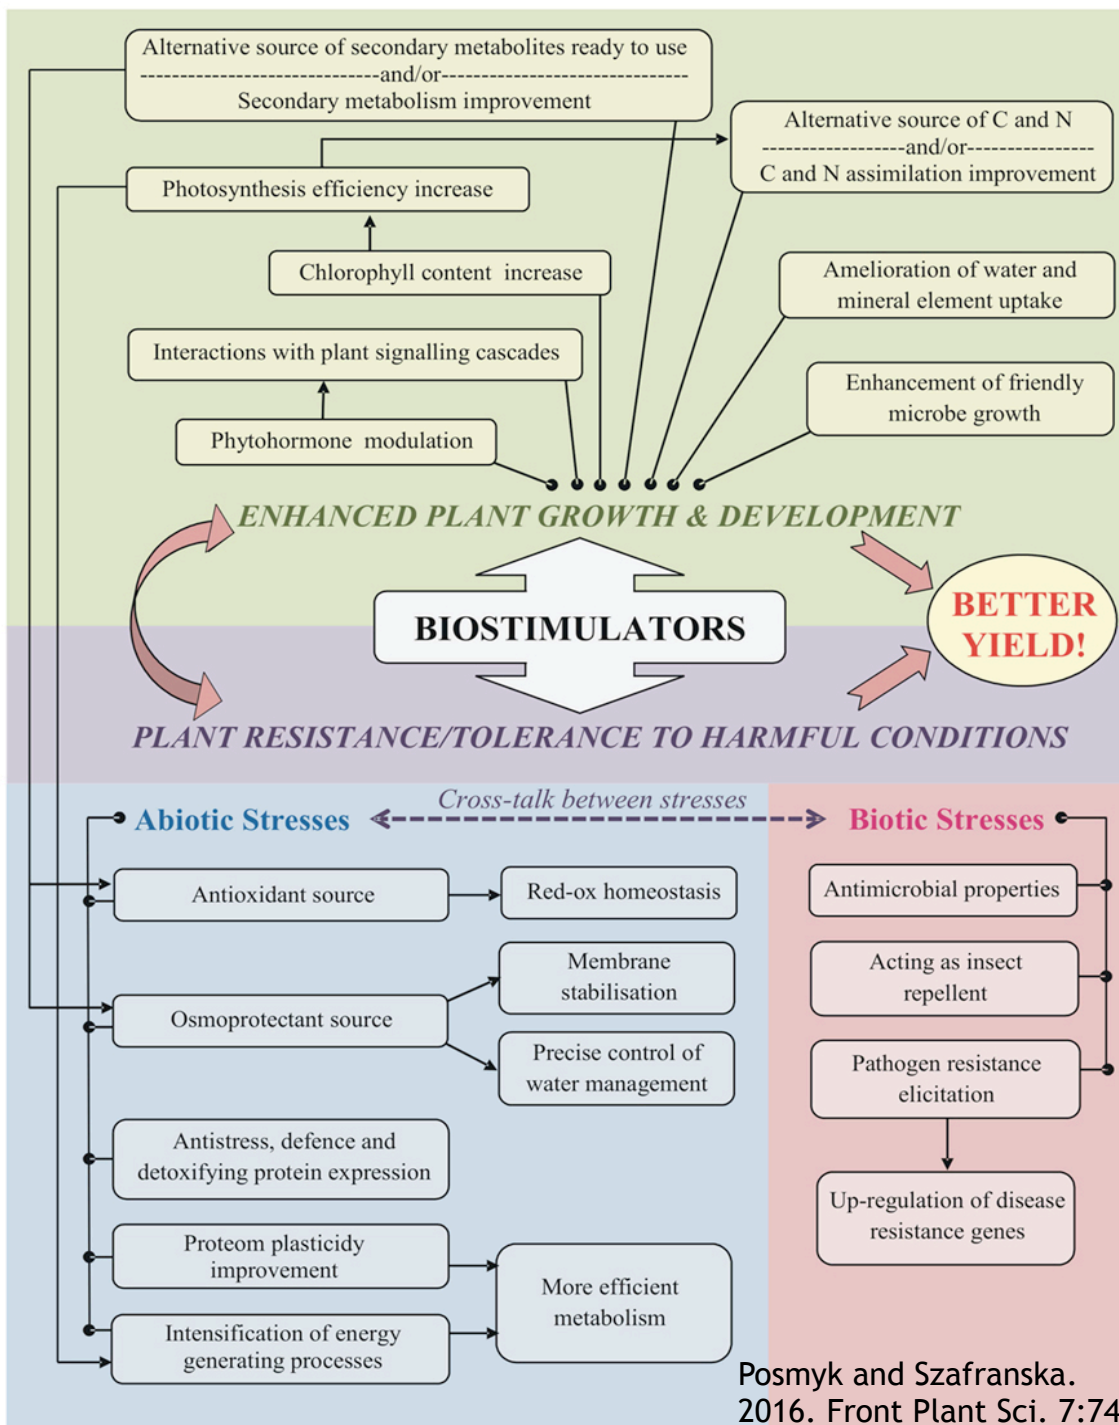 Alternative source of secondary metabolites ready to use
------------------------------and/or-------------------------------
Secondary metabolism improvement
Alternative source of C and N
------------------and/or----------------
C and N assimilation improvement
Photosynthesis efficiency increase
Chlorophyll content increase
Amelioration of water and
mineral element uptake
Interactions with plant signalling cascades
Enhancement of friendly
microbe growth
Phytohormone modulation
ENHANCED PLANT GROWTH & DEVELOPMENT
BIOSTIMULATORS
BETTER
YIELD!
PLANT RESISTANCE/TOLERANCE TO HARMFUL CONDITIONS
Cross-talk between stresses
Abiotic Stresses
Biotic Stresses
Antioxidant source
Red-ox homeostasis
Osmoprotectant source
Membrane
stabilisation
Precise control of
water management
Antistress, defence and
detoxifying protein expression
Proteom plasticidy
improvement
Intensification of energy
generating processes
More efficient
metabolism
Antimicrobial properties
Acting as insect
repellent
Pathogen resistance
elicitation
Up-regulation of disease
resistance genes
Posmyk and Szafranska.
2016. Front Plant Sci. 7:74